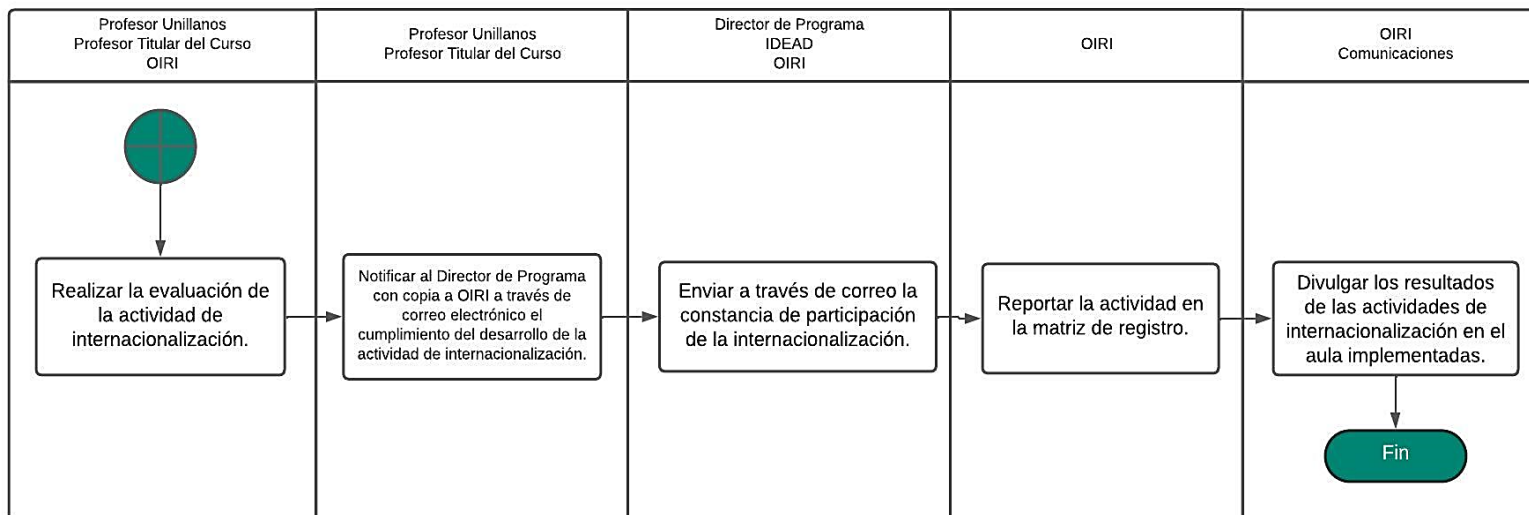 Profesor Unillanos
Profesor Titular del Curso
OIRI
Profesor Unillanos
Profesor Titular del Curso
Director de Programa
IDEAD
OIRI
OIRI
OIRI
Comunicaciones
Realizar la evaluación de
la actividad de
internacionalización.
Notificar al Director de Programa
con copia a OIRI a través de
correo electrónico el
cumplimiento del desarrollo de la
actividad de internacionalización.
Enviar a través de correo la
constancia de participación
de la internacionalización.
Reportar la actividad en
la matriz de registro.
Divulgar los resultados
de las actividades de
internacionalización en el
aula implementadas.
Fin